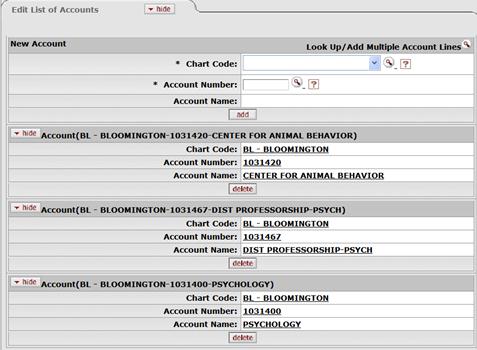 Edit List of Accounts hide
New Account Look Up/Add Multiple Account Lines
* Chart Code: ?
* Account Number: ?
Account Name:
add
hide Account(BL - BLOOMINGTON-1031420-CENTER FOR ANIMAL BEHAVIOR)
Chart Code: BL - BLOOMINGTON
Account Number: 1031420
Account Name: CENTER FOR ANIMAL BEHAVIOR
delete
hide Account(BL - BLOOMINGTON-1031467-DIST PROFESSORSHIP-PSYCH)
Chart Code: BL - BLOOMINGTON
Account Number: 1031467
Account Name: DIST PROFESSORSHIP-PSYCH
delete
hide Account(BL - BLOOMINGTON-1031400-PSYCHOLOGY)
Chart Code: BL - BLOOMINGTON
Account Number: 1031400
Account Name: PSYCHOLOGY
delete